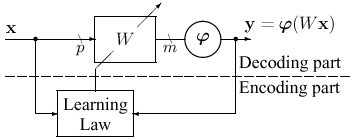 x
p
W
m
φ
y = φ(Wx)
Decoding part
Encoding part
Learning
Law